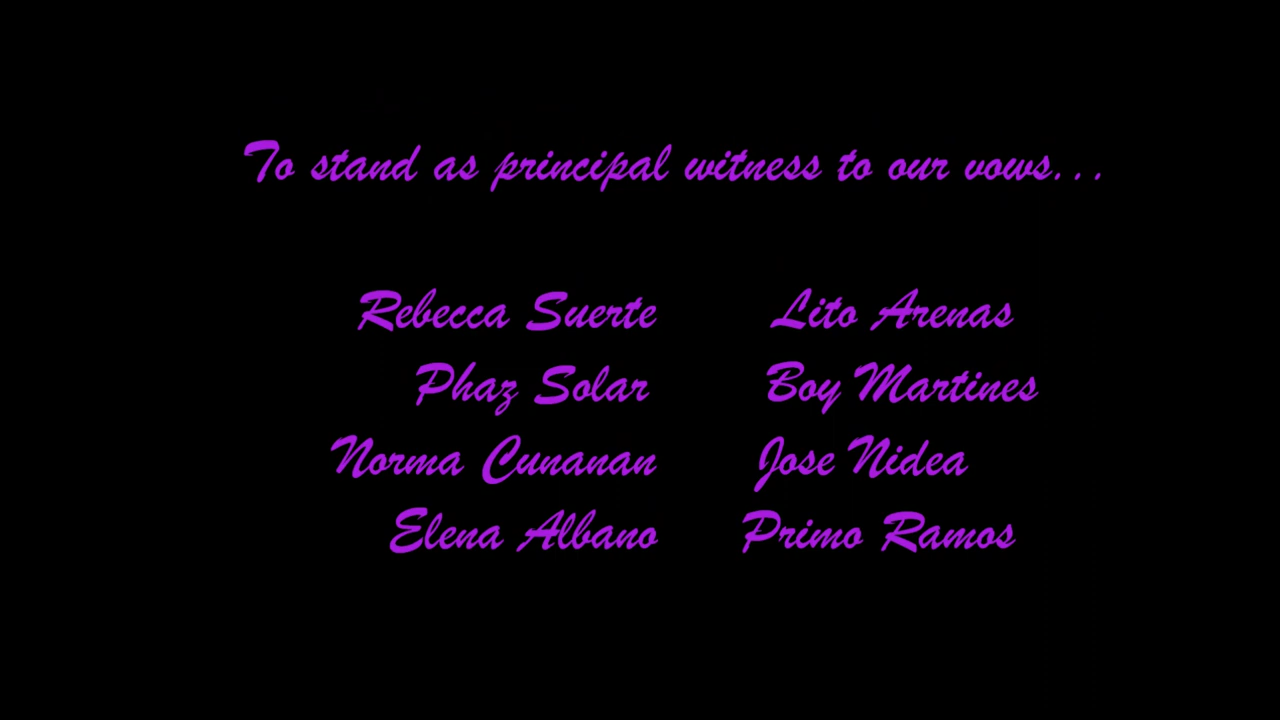 To stand as principal witness to our vows...
Rebecca Suerte Lito Arenas
Phaz Solar Boy Martines
Norma Cunanan Jose Nidea
Elena Albano Primo Ramos